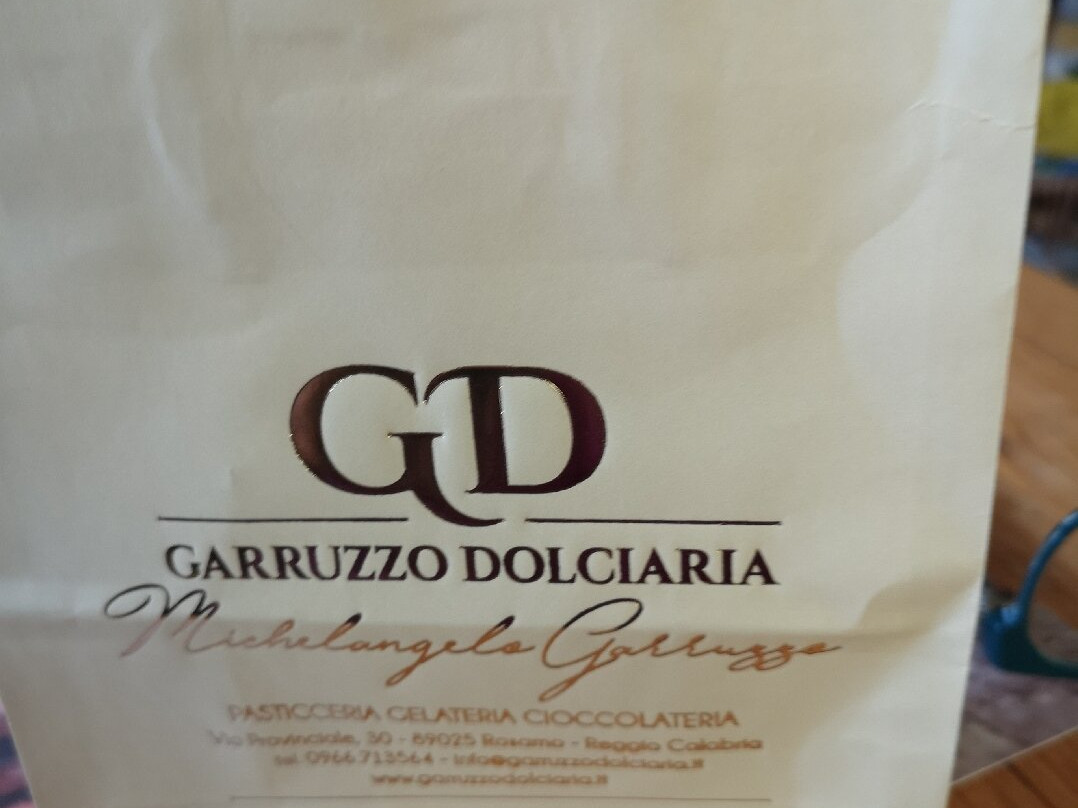 GD
GARRUZZO DOLCIARIA
Michelangelo Garruzzo
PASTICCERIA GELATERIA CIOCCOLATERIA
Via Provinciale, 30 - 89025 Rosarno - Reggio Calabria
tel. 0966.713564 - info@garruzzodolciaria.it
www.garruzzodolciaria.it